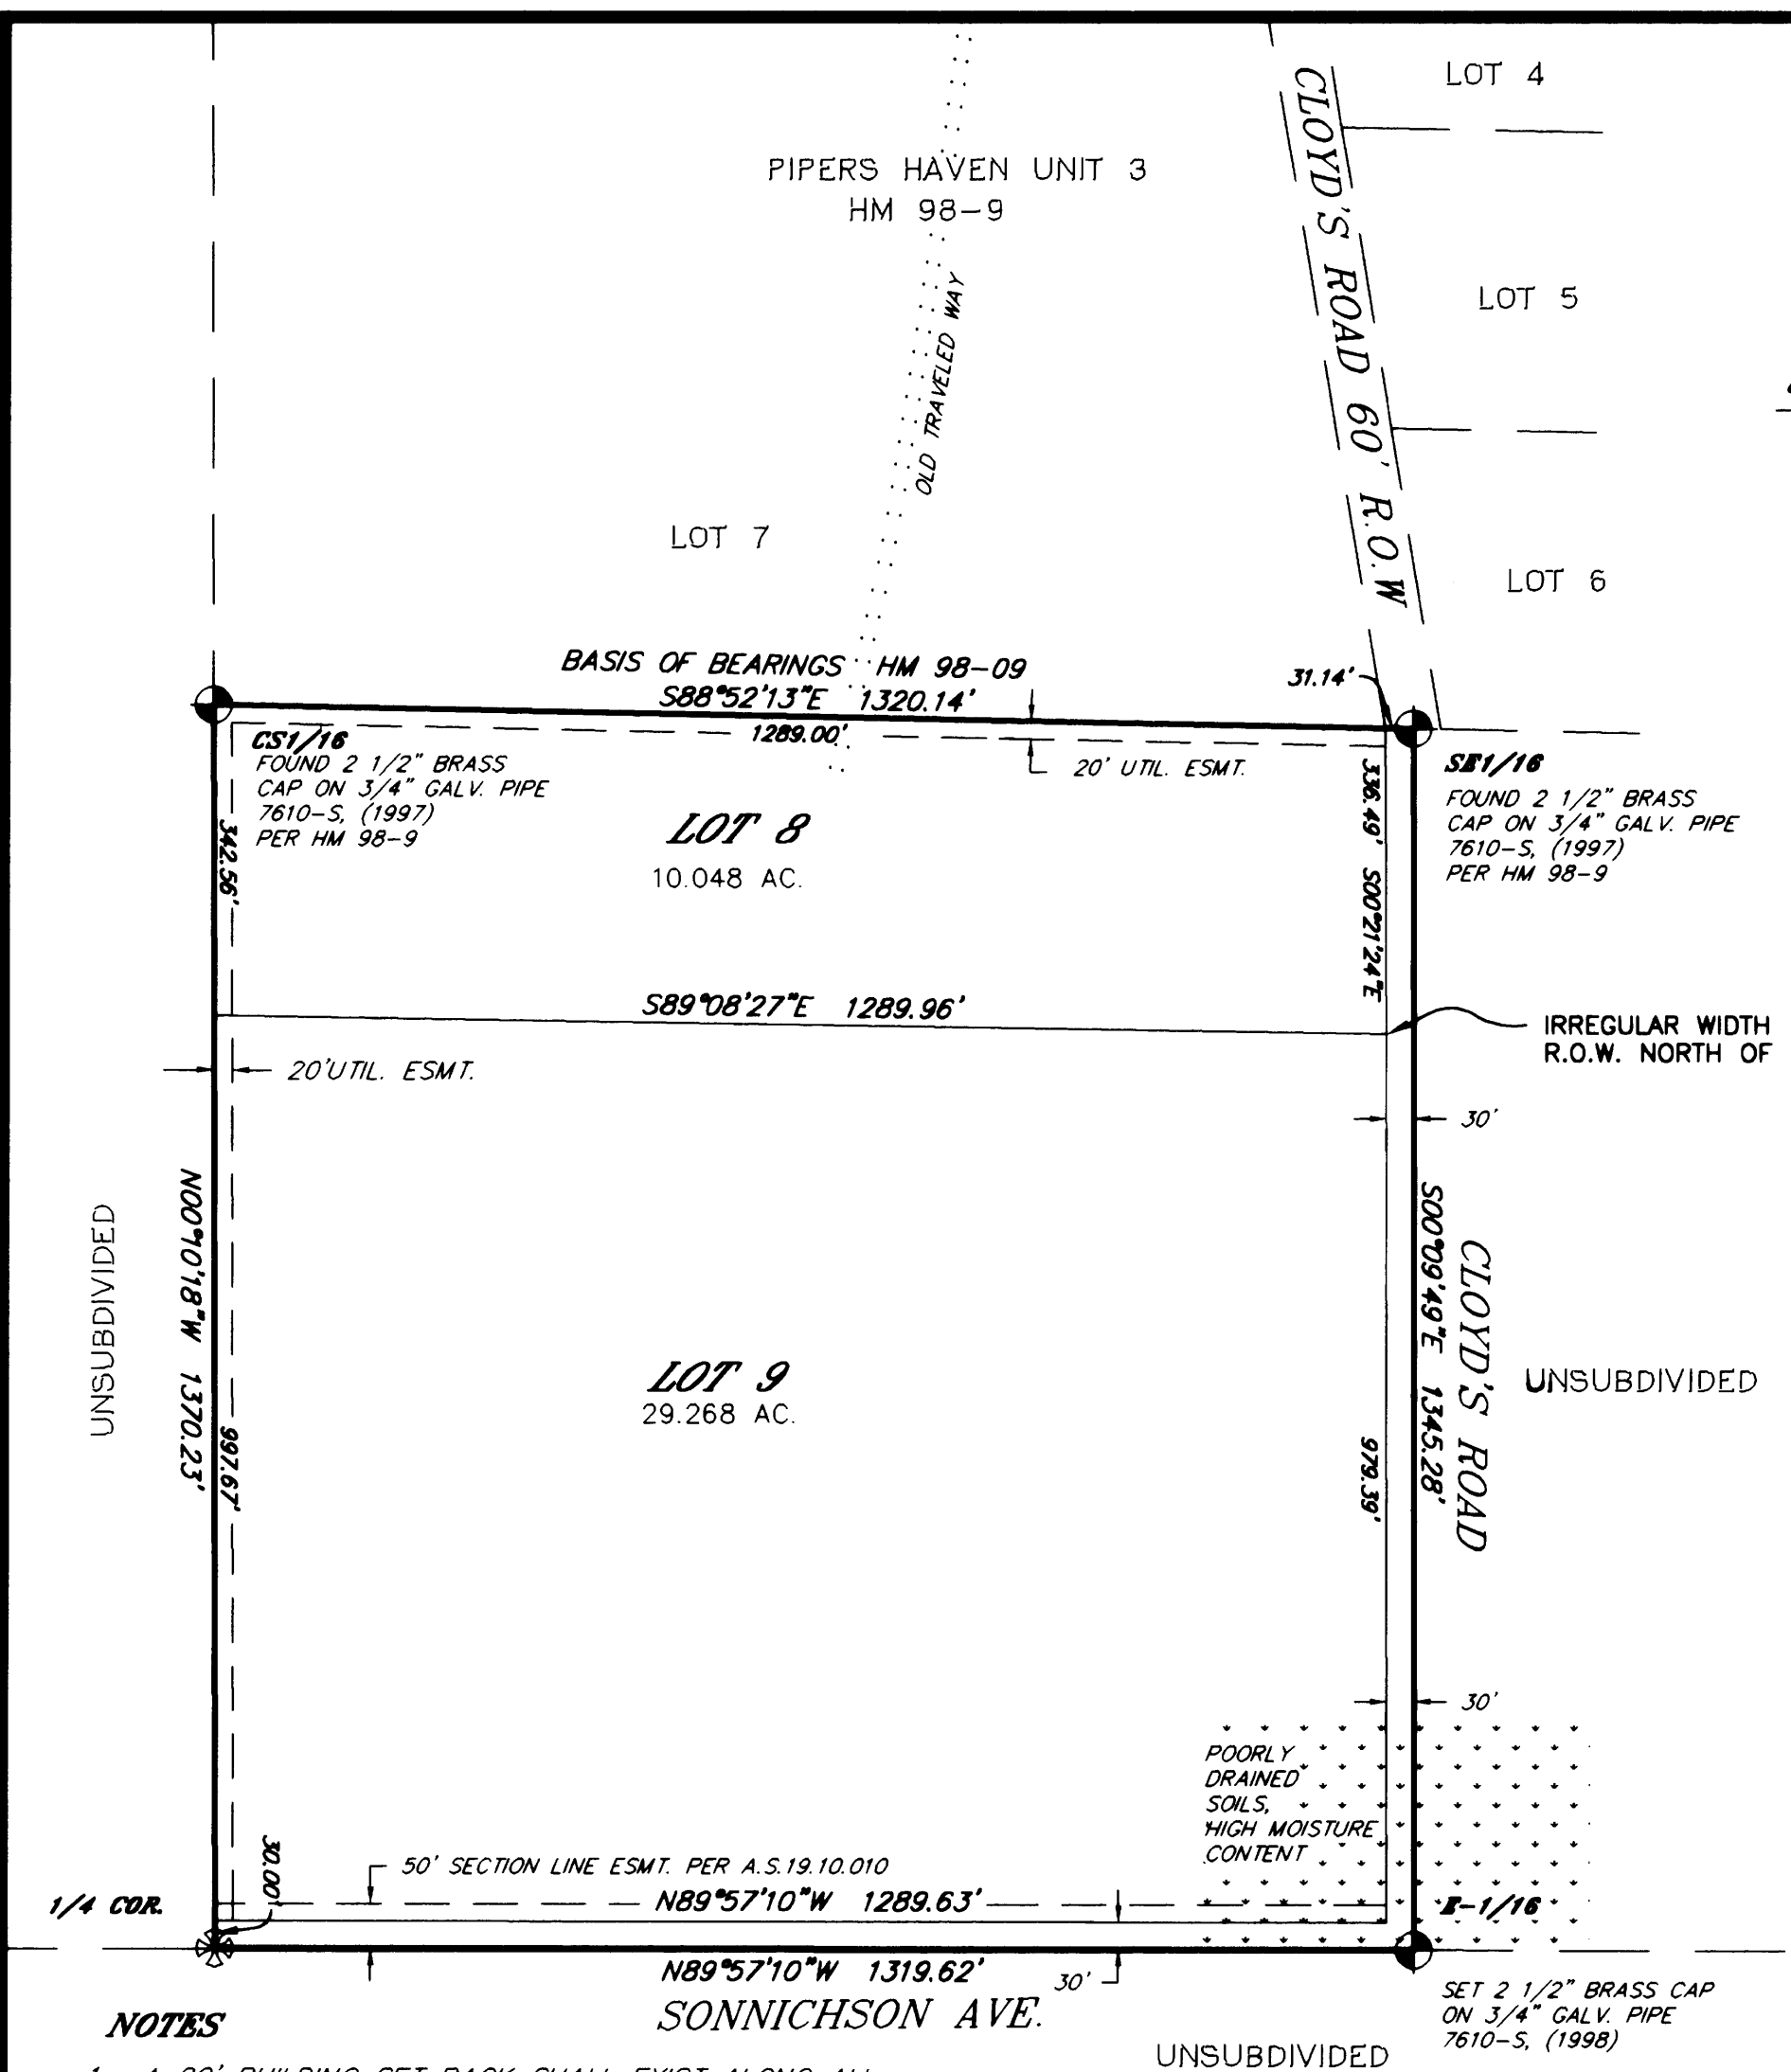 LOT 4
CLOYD'S ROAD 60' R.O.W
PIPERS HAVEN UNIT 3
HM 98-9
LOT 5
OLD TRAVELED WAY
LOT 7
LOT 6
BASIS OF BEARINGS HM 98-09
S88°52'13"E 1320.14'
31.14'
1289.00'
20' UTIL. ESMT.
CS1/16
FOUND 2 1/2" BRASS
CAP ON 3/4" GALV. PIPE
7610-S, (1997)
PER HM 98-9
SE1/16
FOUND 2 1/2" BRASS
CAP ON 3/4" GALV. PIPE
7610-S, (1997)
PER HM 98-9
342.56'
LOT 8
10.048 AC.
336.49' S00°21'24"E
S89°08'27"E 1289.96'
IRREGULAR WIDTH
R.O.W. NORTH OF
20'UTIL. ESMT.
30'
UNSUBDIVIDED
N00°10'18"W 1370.23'
997.67'
LOT 9
29.268 AC.
979.39'
S00°09'49"E 1345.28'
CLOYD'S ROAD
UNSUBDIVIDED
30'
POORLY
DRAINED
SOILS,
HIGH MOISTURE
CONTENT
30.00'
50' SECTION LINE ESMT. PER A.S.19.10.010
1/4 COR.
N89°57'10"W 1289.63'
E-1/16
N89°57'10"W 1319.62'
30'
SONNICHSON AVE.
SET 2 1/2" BRASS CAP
ON 3/4" GALV. PIPE
7610-S, (1998)
NOTES
UNSUBDIVIDED
1. A 20' BUILDING SET BACK SHALL EXIST ALONG ALL